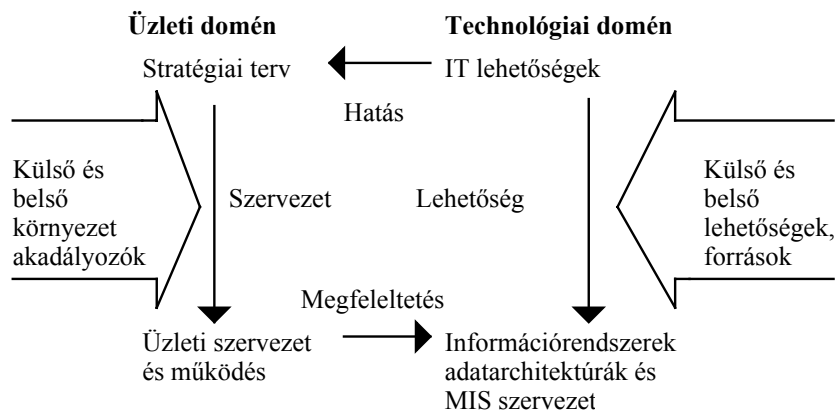 Üzleti domén
Technológiai domén
Stratégiai terv
IT lehetőségek
Hatás
Külső és
belső
környezet
akadályozók
Szervezet
Lehetőség
Külső és
belső
lehetőségek,
források
Megfeleltetés
Üzleti szervezet
és működés
Információrendszerek
adatarchitektúrák és
MIS szervezet